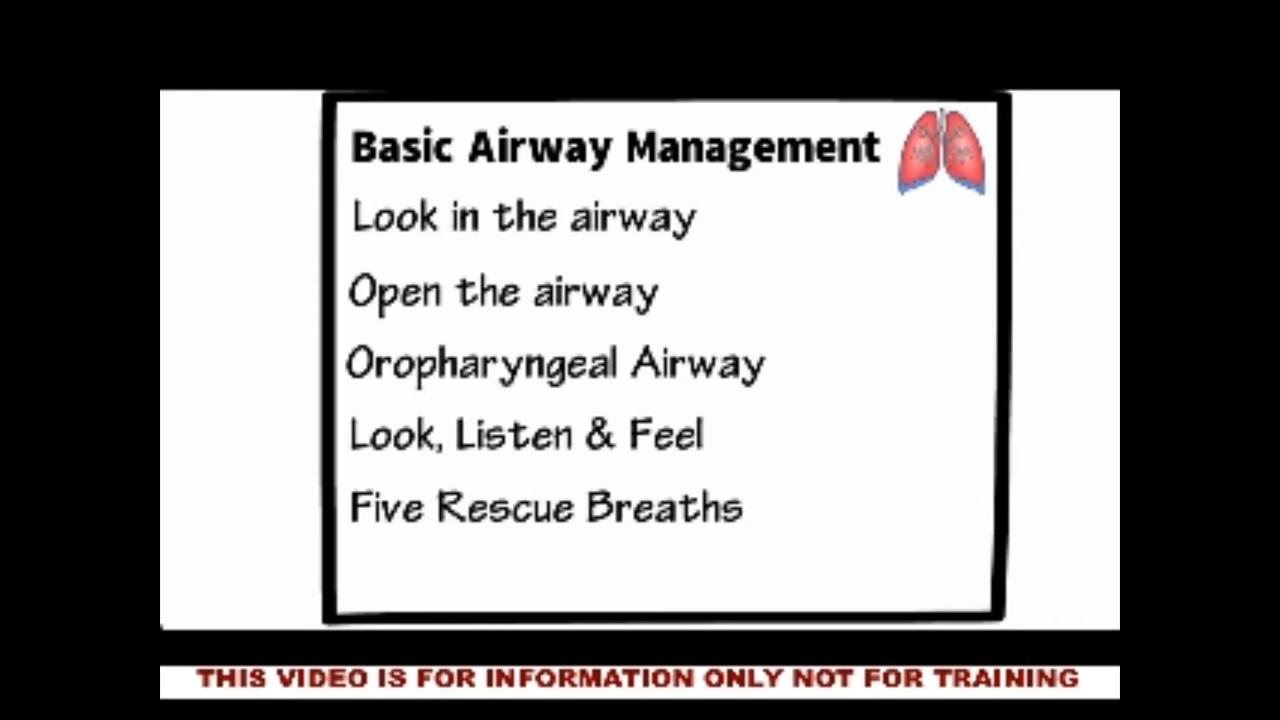 Basic Airway Management
Look in the airway
Open the airway
Oropharyngeal Airway
Look, Listen & Feel
Five Rescue Breaths
THIS VIDEO IS FOR INFORMATION ONLY NOT FOR TRAINING